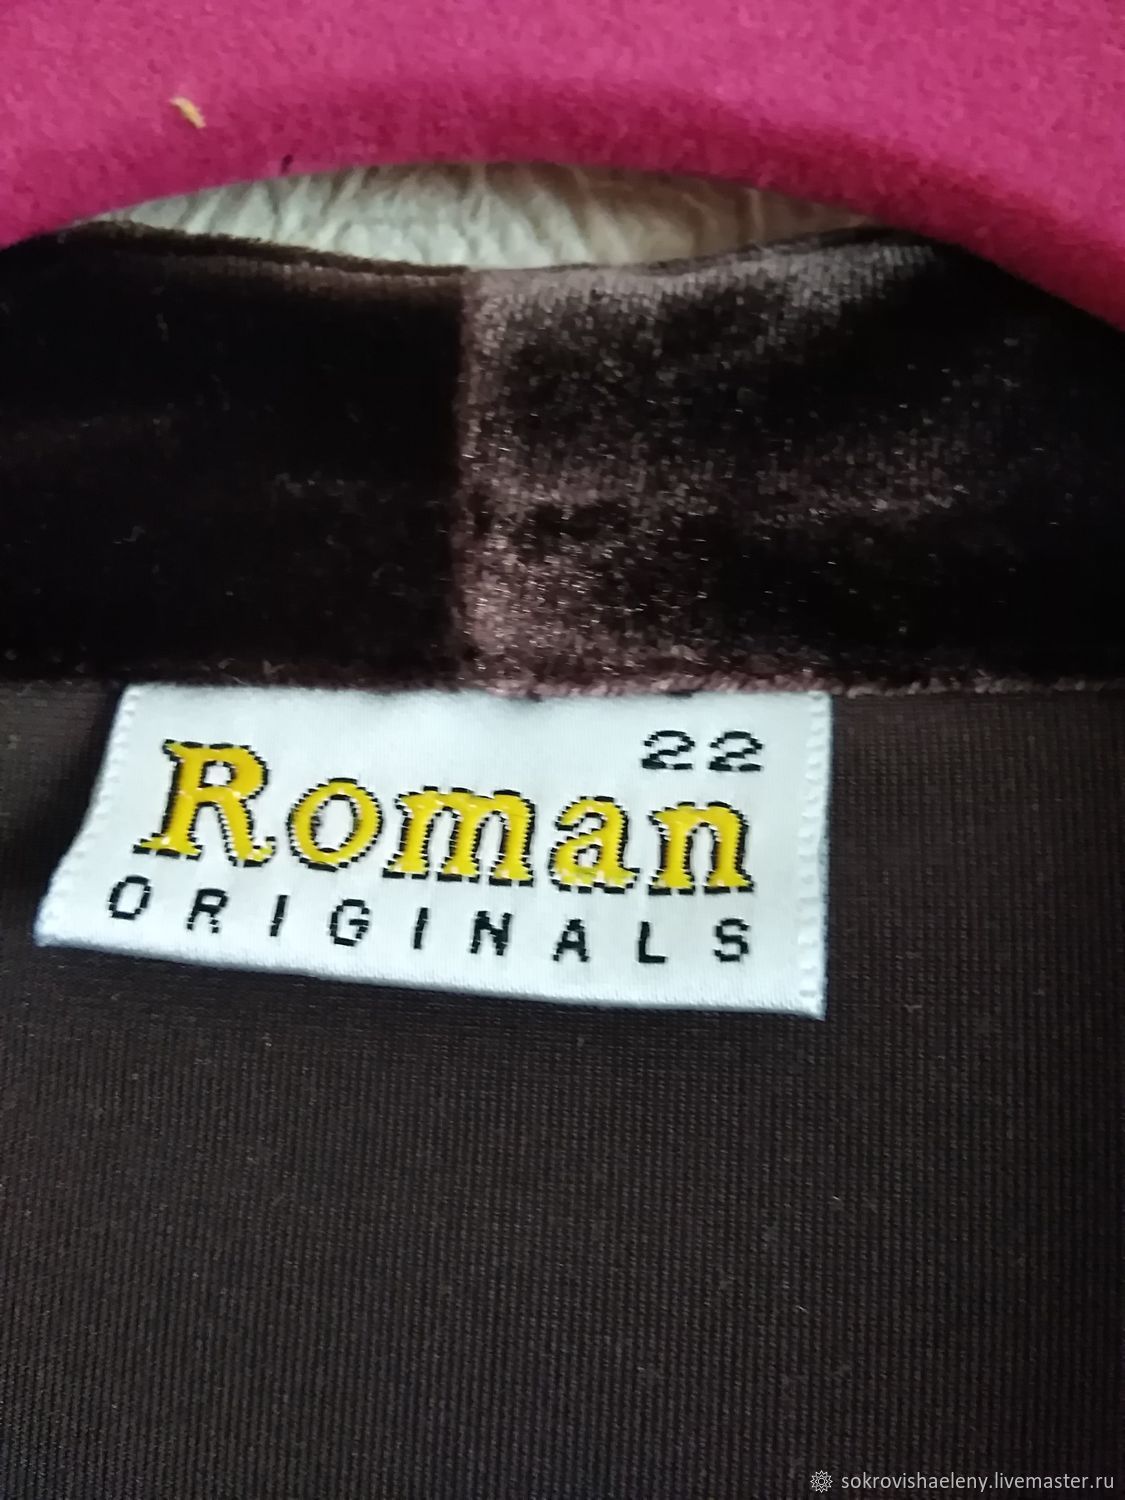 22
Roman
ORIGINALS
sokrovishaeleny.livemaster.ru